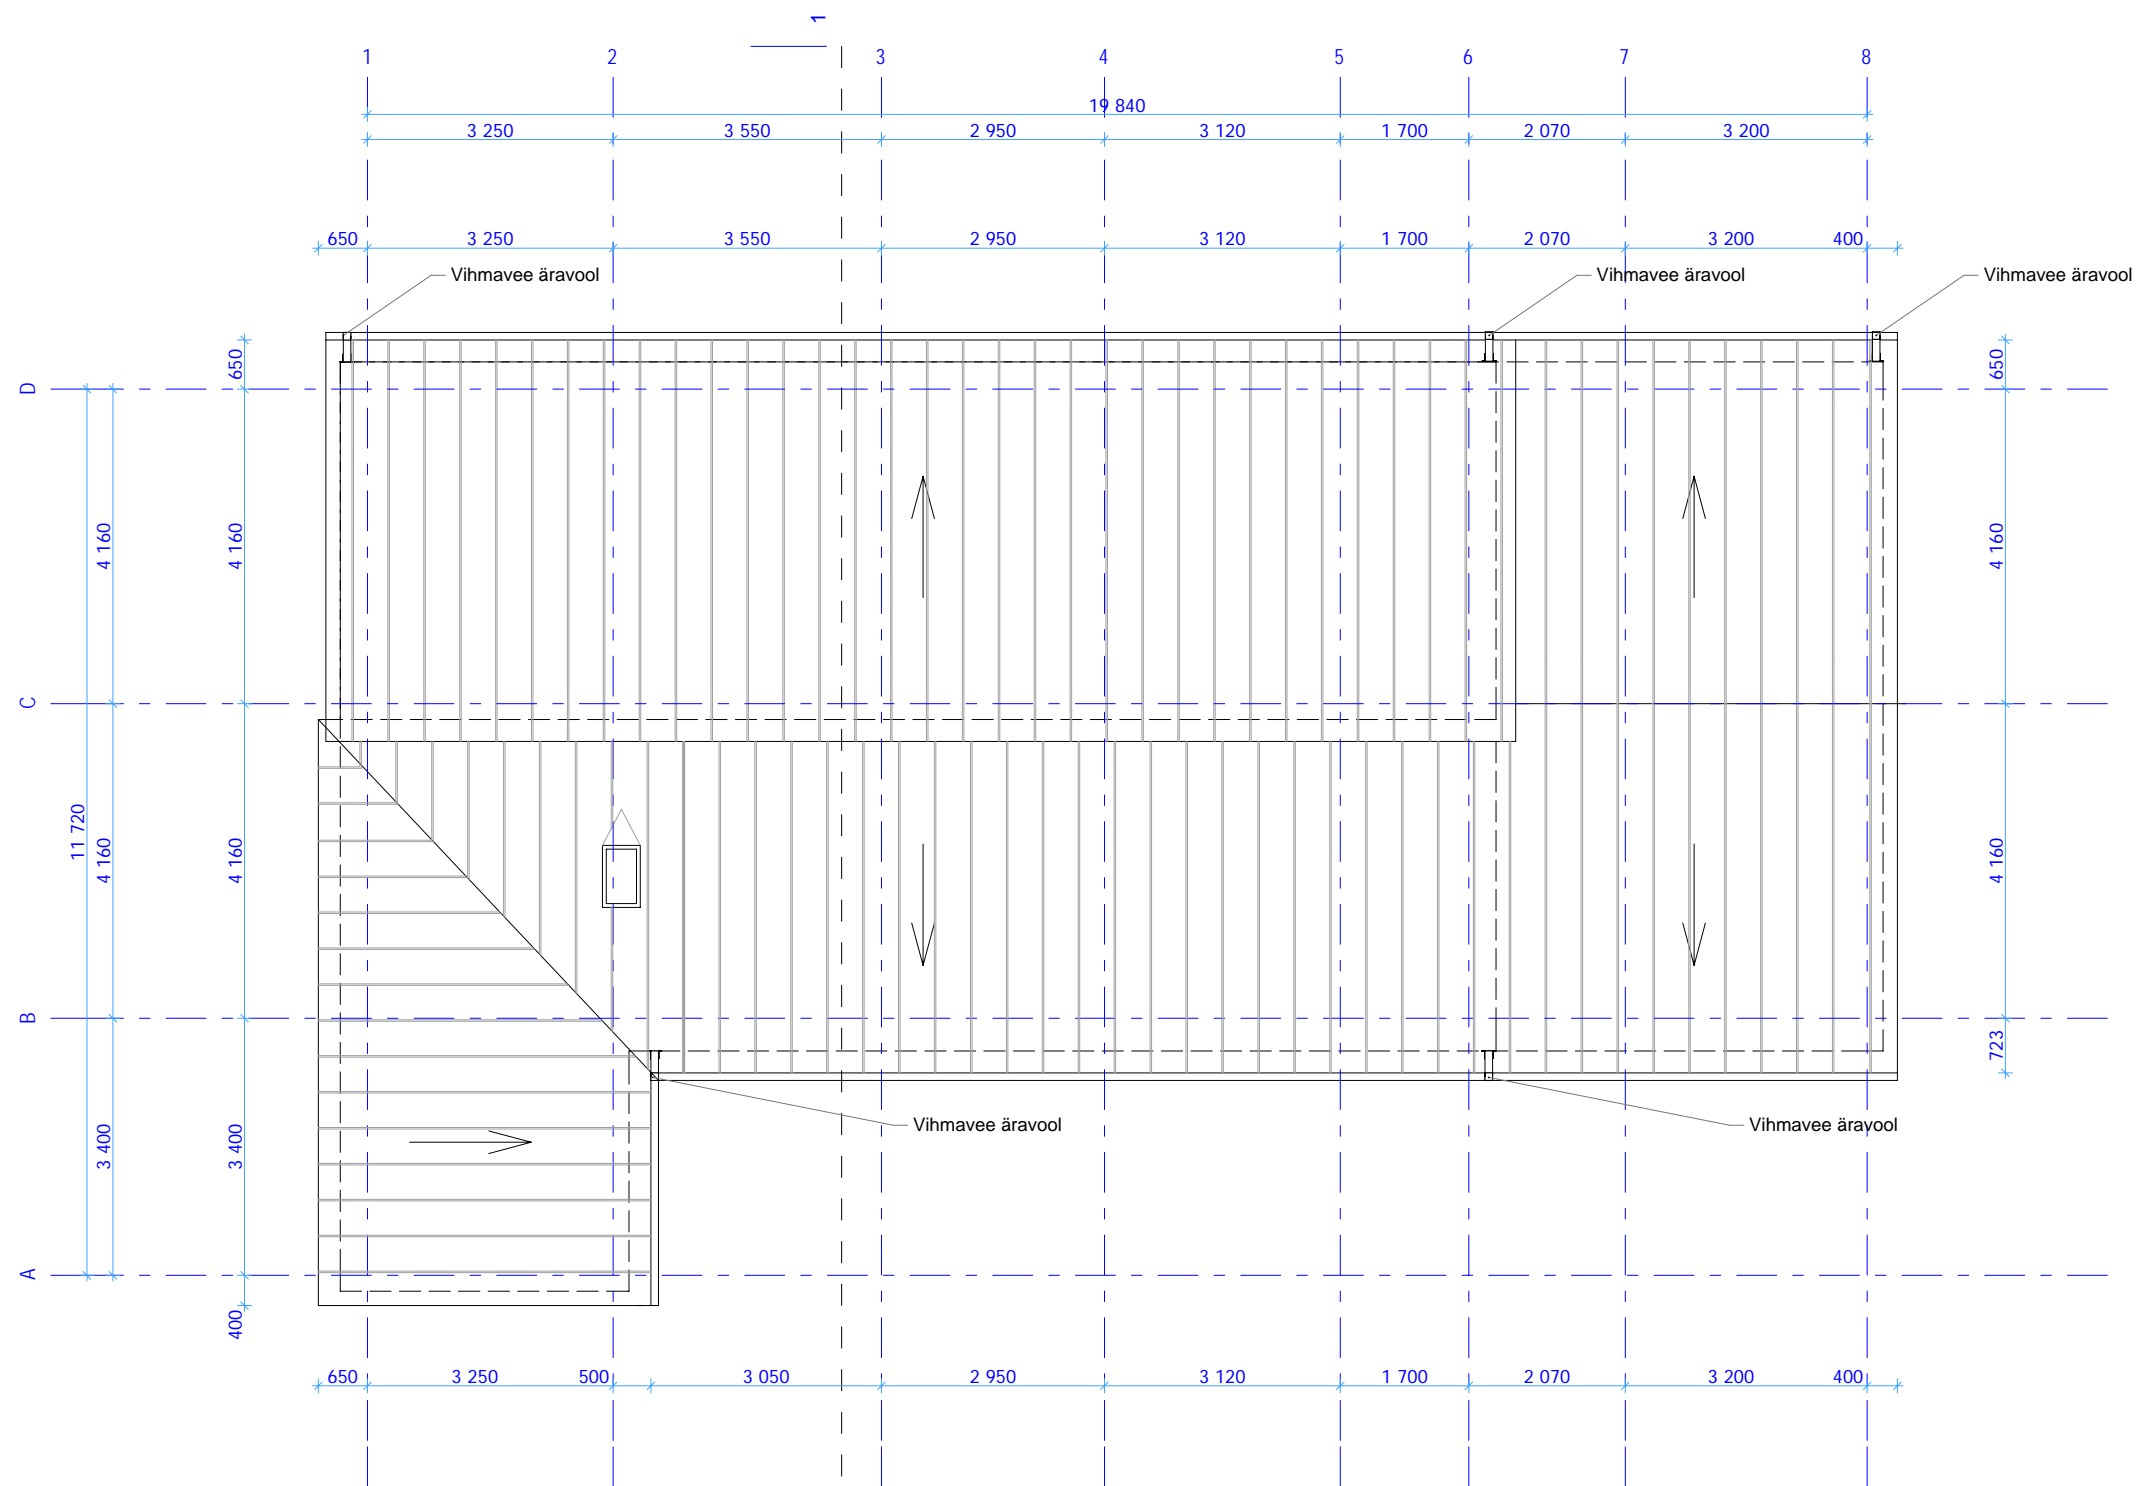 1
1 2 3 4 5 6 7 8
19 840
3 250 3 550 2 950 3 120 1 700 2 070 3 200
650 3 250 3 550 2 950 3 120 1 700 2 070 3 200 400
Vihmavee äravool Vihmavee äravool Vihmavee äravool
650 650
D
4 160 4 160 4 160
C
11 720 4 160 4 160 4 160
B
723
3 400 3 400
Vihmavee äravool Vihmavee äravool
A
400
650 3 250 500 3 050 2 950 3 120 1 700 2 070 3 200 400